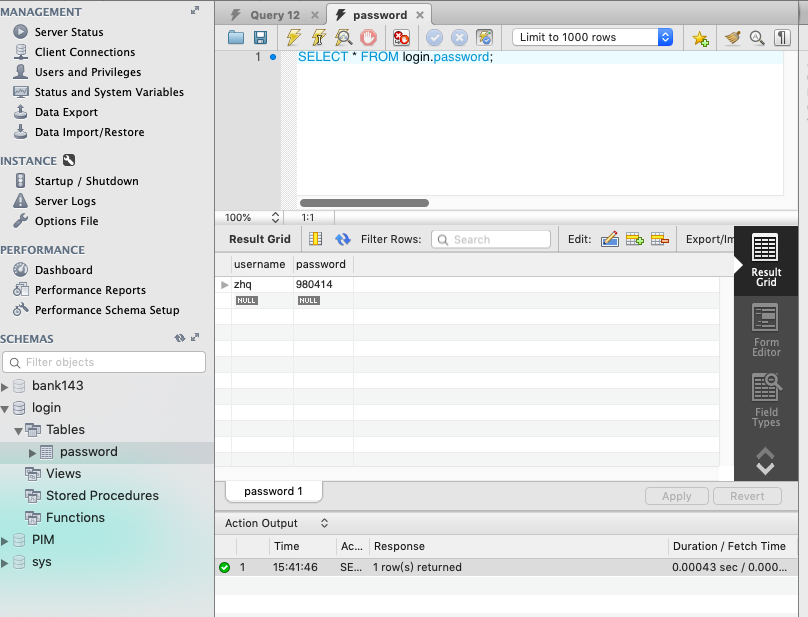 MANAGEMENT
Server Status
Client Connections
Users and Privileges
Status and System Variables
Data Export
Data Import/Restore
INSTANCE
Startup / Shutdown
Server Logs
Options File
PERFORMANCE
Dashboard
Performance Reports
Performance Schema Setup
SCHEMAS
Filter objects
bank143
login
Tables
password
Views
Stored Procedures
Functions
PIM
sys
Query 12 password
Limit to 1000 rows
1 SELECT * FROM login.password;
100% 1:1
Result Grid Filter Rows: Search Edit: Export/Im
username password
zhq 980414
NULL NULL
Result
Grid
Form
Editor
Field
Types
password 1 Apply Revert
Action Output
Time Ac... Response Duration / Fetch Time
1 15:41:46 SE... 1 row(s) returned 0.00043 sec / 0.000...